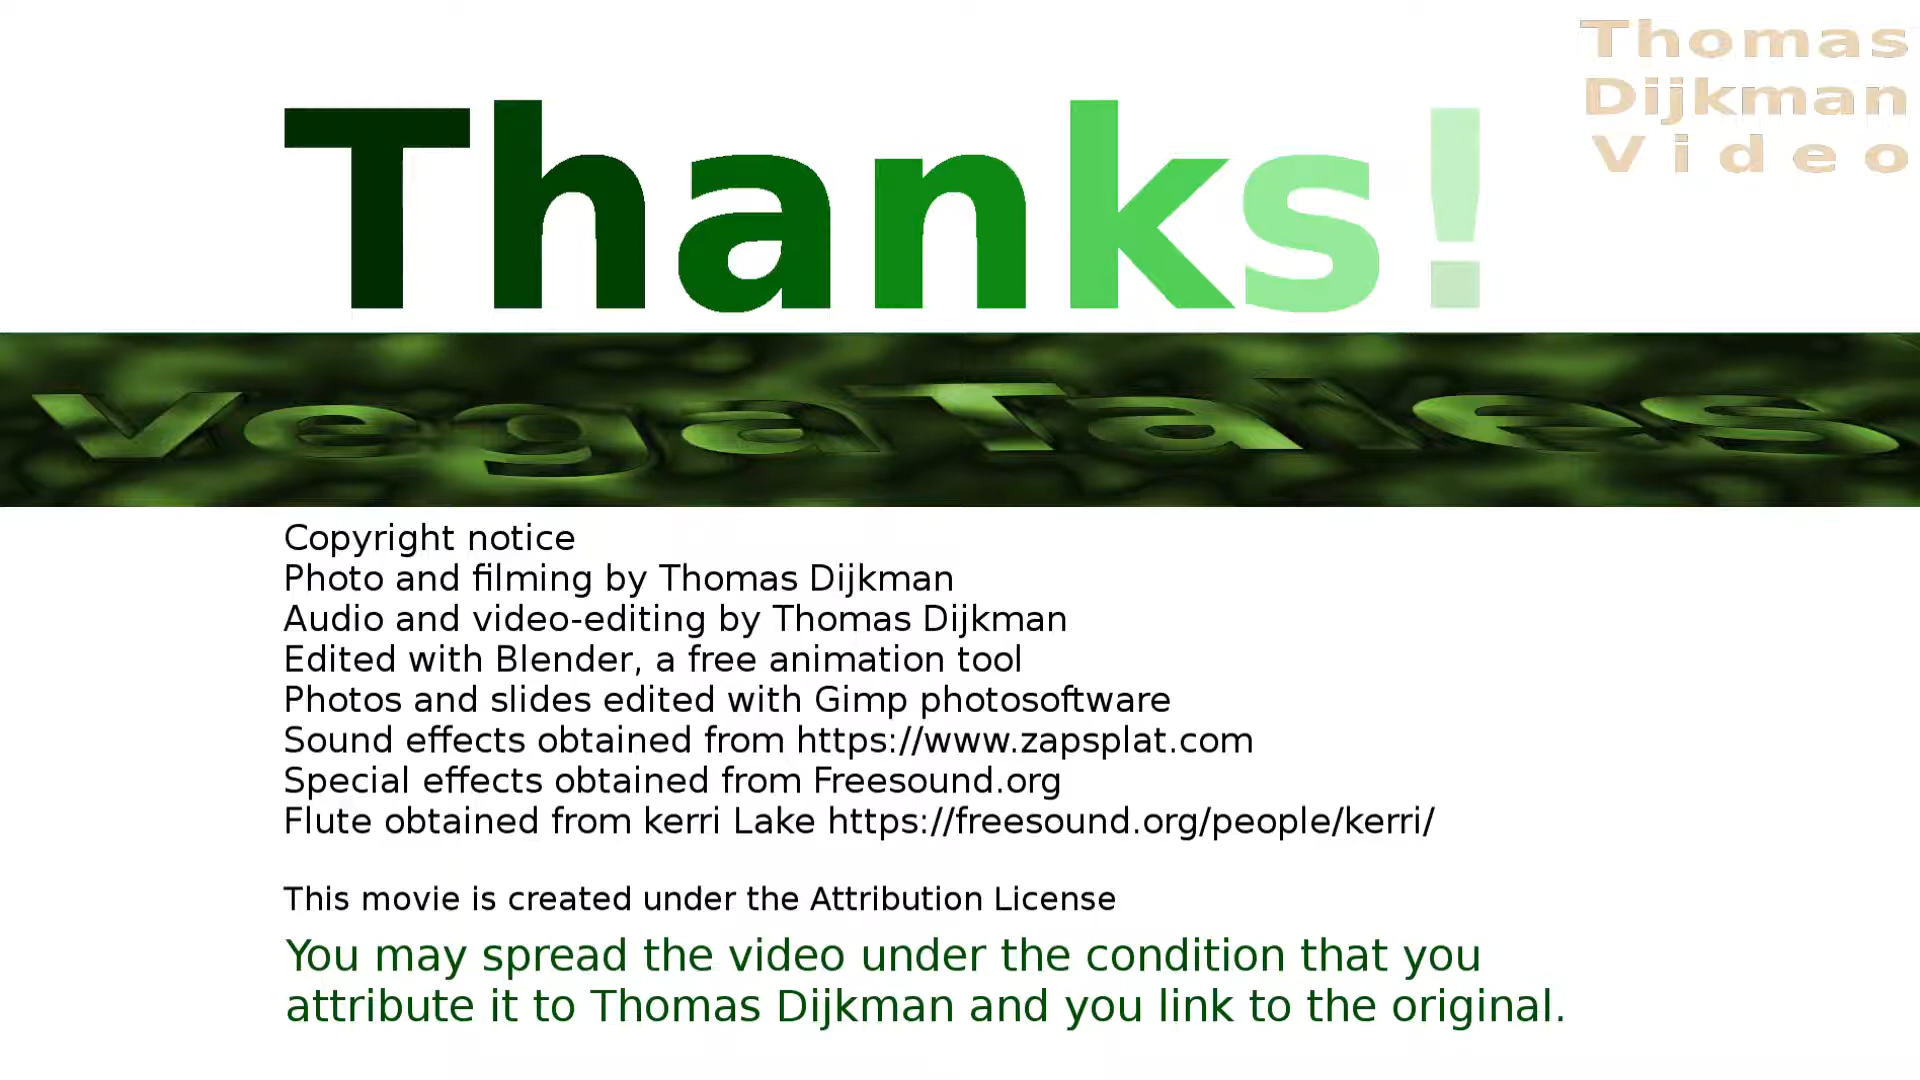 Thomas
Dijkman
Video
Thanks!
Vega Tales
Copyright notice
Photo and filming by Thomas Dijkman
Audio and video-editing by Thomas Dijkman
Edited with Blender, a free animation tool
Photos and slides edited with Gimp photosoftware
Sound effects obtained from https://www.zapsplat.com
Special effects obtained from Freesound.org
Flute obtained from kerri Lake https://freesound.org/people/kerri/
This movie is created under the Attribution License
You may spread the video under the condition that you
attribute it to Thomas Dijkman and you link to the original.